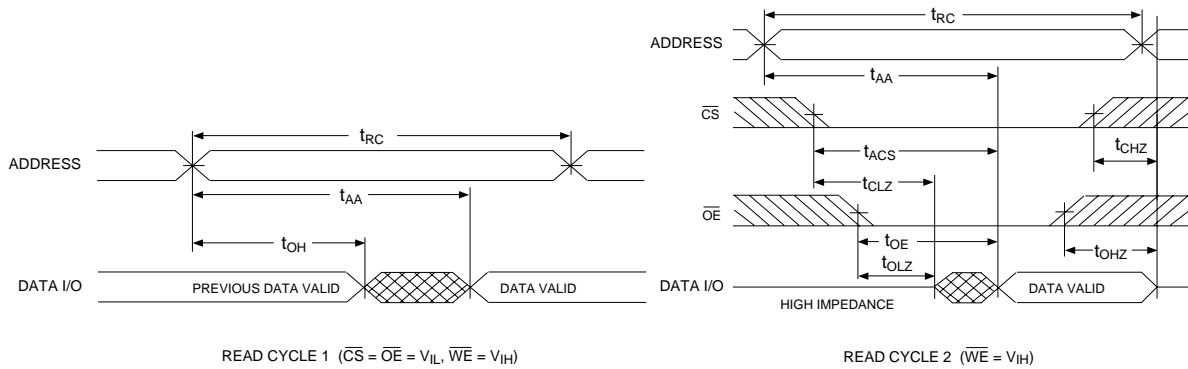 tRC
ADDRESS
tAA
tOH
DATA I/O
PREVIOUS DATA VALID
DATA VALID
READ CYCLE 1 (CS = OE = VIL, WE = VIH)
tRC
ADDRESS
tAA
CS
tCHZ
tACS
tCLZ
OE
tOE
tOHZ
tOLZ
DATA I/O
HIGH IMPEDANCE
DATA VALID
READ CYCLE 2 (WE = VIH)